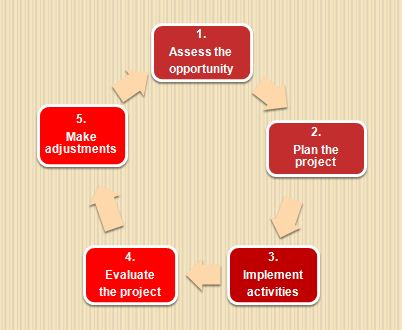 1.
Assess the
opportunity
2.
Plan the
project
3.
Implement
activities
4.
Evaluate
the project
5.
Make
adjustments